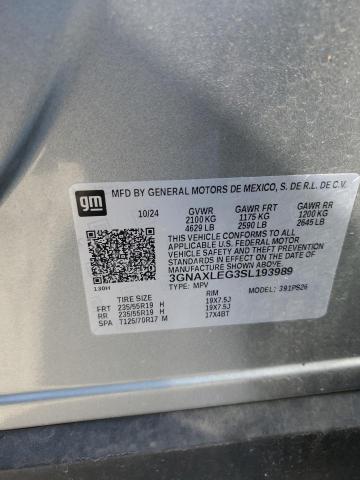 gm
MFD BY GENERAL MOTORS DE MEXICO, S. DE R.L. DE C.V.
10/24 GVWR GAWR FRT GAWR RR
2100 KG 1175 KG 1200 KG
4629 LB 2590 LB 2645 LB
THIS VEHICLE CONFORMS TO ALL
APPLICABLE U.S. FEDERAL MOTOR
VEHICLE SAFETY AND THEFT PREVENTION
STANDARDS IN EFFECT ON THE DATE OF
MANUFACTURE SHOWN ABOVE.
3GNAXLEG3SL193989
130H TYPE: MPV MODEL: 391PS26
TIRE SIZE RIM
FRT 235/55R19 H 19X7.5J
RR 235/55R19 H 19X7.5J
SPA T125/70R17 M 17X4BT